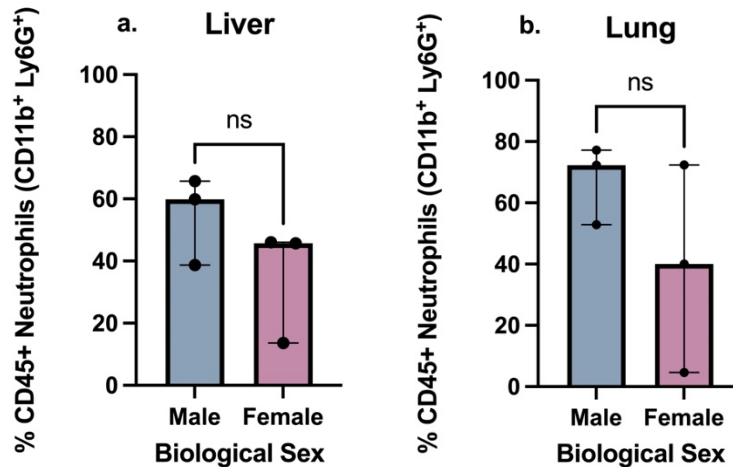 a.
Liver
% CD45+ Neutrophils (CD11b⁺ Ly6G⁺)
100
80
60
40
20
0
ns
Male Female
Biological Sex
b.
Lung
% CD45+ Neutrophils (CD11b⁺ Ly6G⁺)
100
80
60
40
20
0
ns
Male Female
Biological Sex